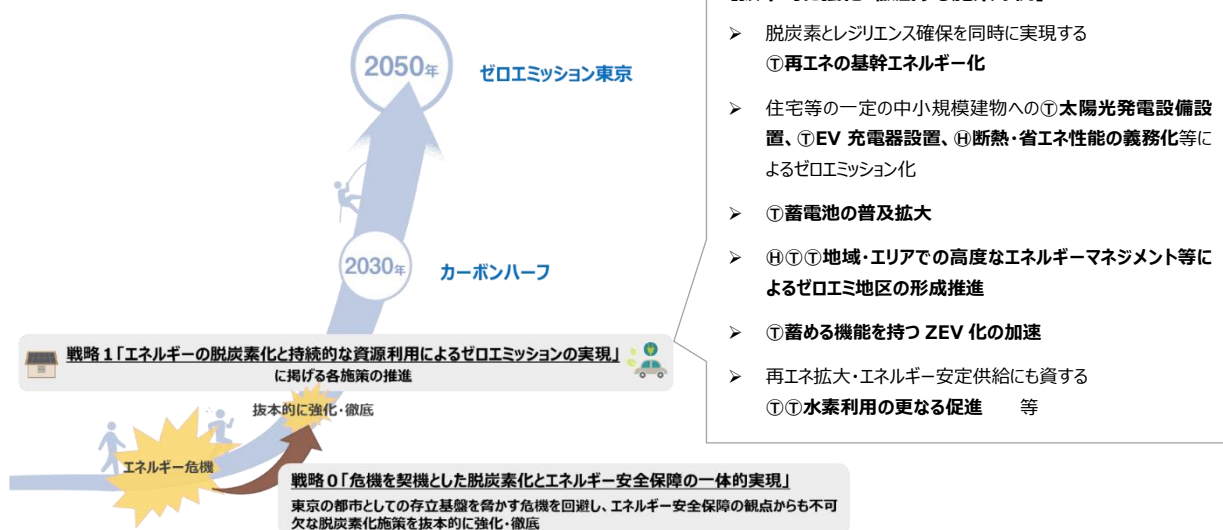 2050年
ゼロエミッション東京
2030年
カーボンハーフ
戦略1「エネルギーの脱炭素化と持続的な資源利用によるゼロエミッションの実現」
に掲げる各施策の推進
抜本的に強化・徹底
エネルギー危機
戦略0「危機を契機とした脱炭素化とエネルギー安全保障の一体的実現」
東京の都市としての存立基盤を脅かす危機を回避し、エネルギー安全保障の観点からも不可
欠な脱炭素化施策を抜本的に強化・徹底
➢ 脱炭素とレジリエンス確保を同時に実現する
Ⓣ再エネの基幹エネルギー化
➢ 住宅等の一定の中小規模建物へのⓉ太陽光発電設備設
置、ⓉEV 充電器設置、Ⓗ断熱・省エネ性能の義務化等に
よるゼロエミッション化
➢ Ⓣ蓄電池の普及拡大
➢ ⒽⓉⓉ地域・エリアでの高度なエネルギーマネジメント等に
よるゼロエミ地区の形成推進
➢ Ⓣ蓄める機能を持つ ZEV 化の加速
➢ 再エネ拡大・エネルギー安定供給にも資する
ⓉⓉ水素利用の更なる促進 等